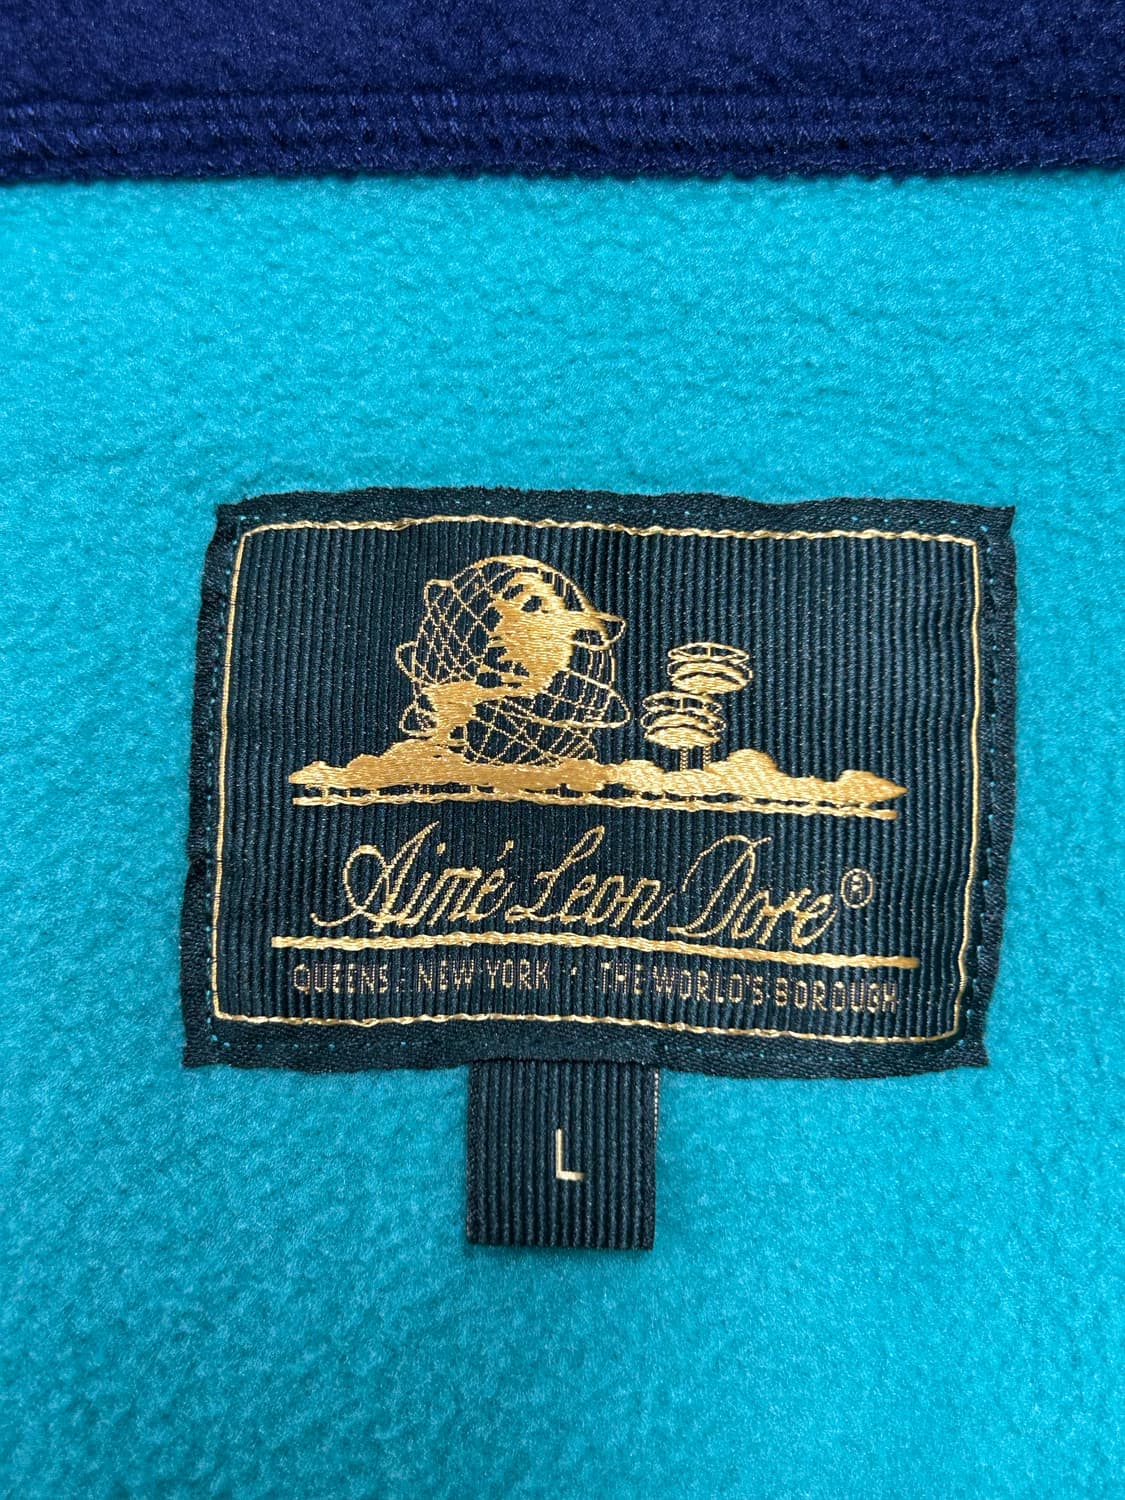 Aimé Leon Dore®
QUEENS, NEW YORK · THE WORLD'S BOROUGH
L